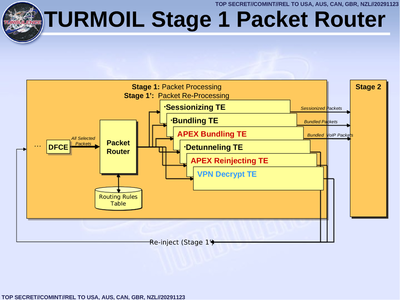 TOP SECRET//COMINT//REL TO USA, AUS, CAN, GBR, NZL//20291123
TURMOIL Stage 1 Packet Router
Stage 1: Packet Processing
Stage 1': Packet Re-Processing
Stage 2
·Sessionizing TE
Sessionized Packets
·Bundling TE
Bundled Packets
APEX Bundling TE
Bundled VoIP Packets
·Detunneling TE
APEX Reinjecting TE
VPN Decrypt TE
...
DFCE
All Selected
Packets
Packet
Router
Routing Rules
Table
Re-inject (Stage 1')
TOP SECRET//COMINT//REL TO USA, AUS, CAN, GBR, NZL//20291123